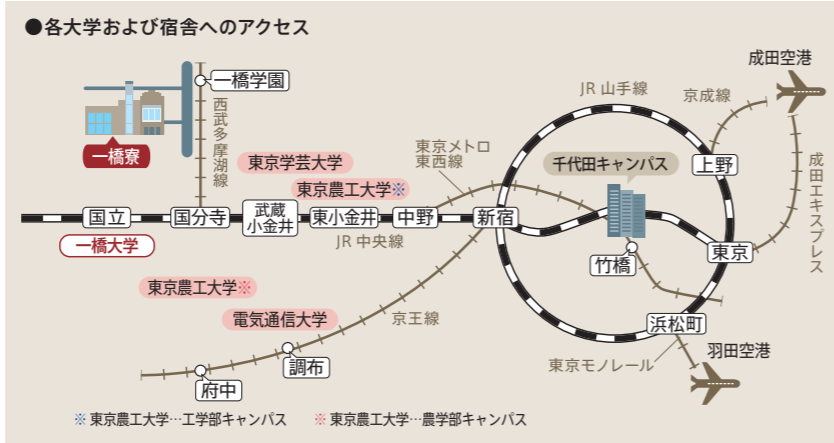 ●各大学および宿舎へのアクセス
成田空港
一橋学園
JR 山手線
京成線
西武多摩湖線
一橋寮
東京学芸大学
東京メトロ
東西線
千代田キャンパス
上野
東京農工大学※
成田エキスプレス
国立
国分寺
武蔵
小金井
東小金井
中野
新宿
JR 中央線
一橋大学
東京
竹橋
東京農工大学※
電気通信大学
京王線
浜松町
羽田空港
調布
東京モノレール
府中
※ 東京農工大学…工学部キャンパス
※ 東京農工大学…農学部キャンパス